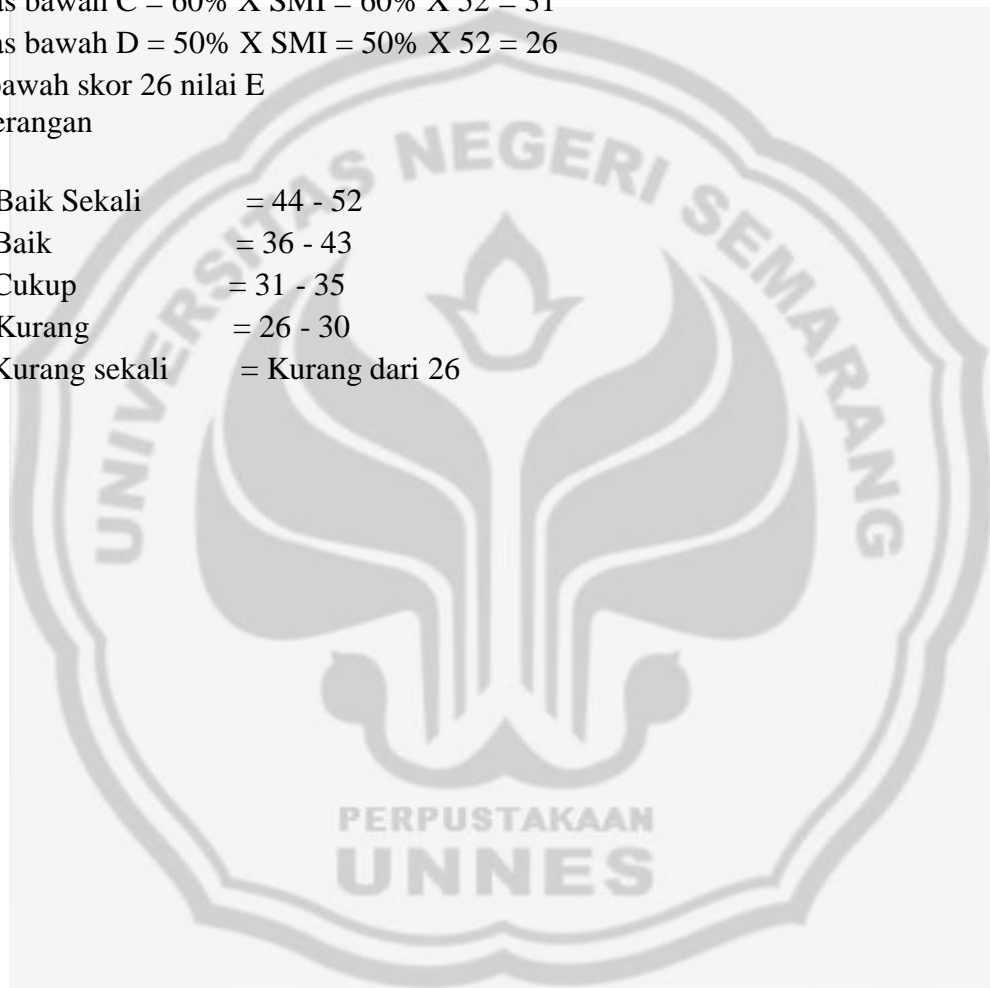 as bawah C = 60% X SMI = 60% X 52 = 31
as bawah D = 50% X SMI = 50% X 52 = 26
bawah skor 26 nilai E
erangan
Baik Sekali = 44 - 52
Baik = 36 - 43
Cukup = 31 - 35
Kurang = 26 - 30
Kurang sekali = Kurang dari 26
UNIVERSITAS NEGERI SEMARANG
PERPUSTAKAAN
UNNES